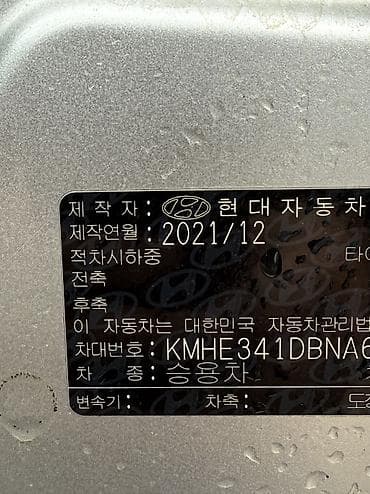 제 작 자 : 현대자동차
제작연월 : 2021/12
적차시하중
전축
후축
이 자동차는 대한민국 자동차관리법
차대번호 : KMHE341DBNA6
차 종 : 승용차
변속기 : 차축 :